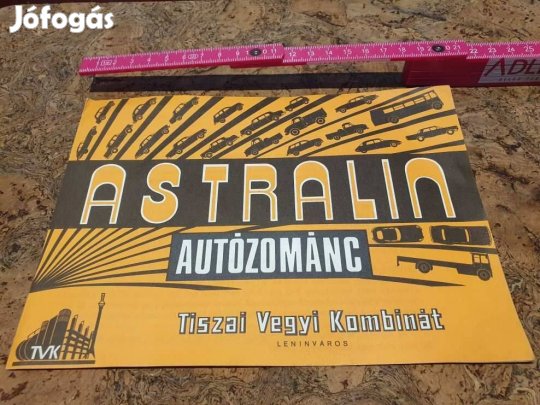 Jófogás
ASTRALIN
AUTÓZOMÁNC
Tiszai Vegyi Kombinát
LENINVÁROS
TVK